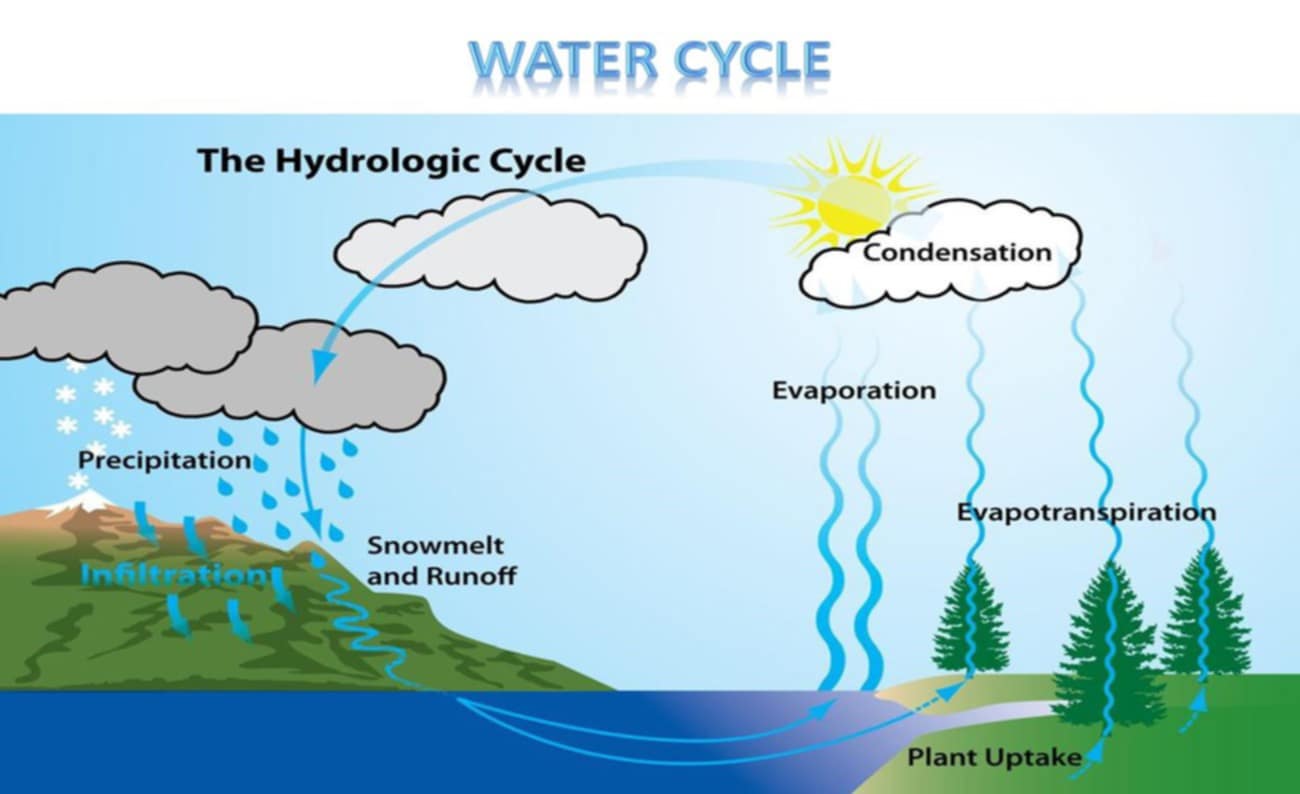 WATER CYCLE
The Hydrologic Cycle
Condensation
Evaporation
Precipitation
Evapotranspiration
Snowmelt
and Runoff
Infiltration
Plant Uptake